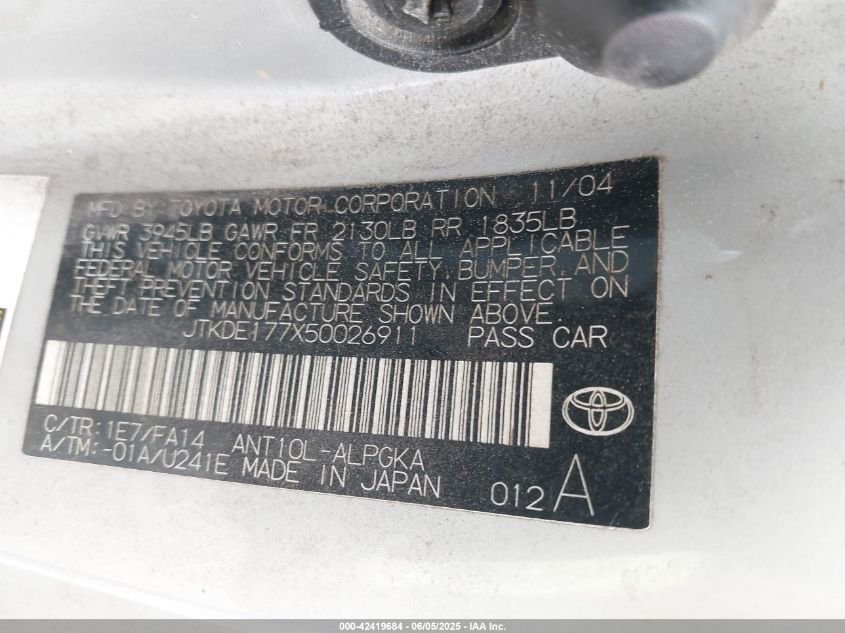 MFD BY TOYOTA MOTOR CORPORATION 11/04
GVWR 3945LB GAWR FR 2130LB RR 1835LB
THIS VEHICLE CONFORMS TO ALL APPLICABLE
FEDERAL MOTOR VEHICLE SAFETY, BUMPER, AND
THEFT PREVENTION STANDARDS IN EFFECT ON
THE DATE OF MANUFACTURE SHOWN ABOVE.
JTKDE177X50026911 PASS CAR
C/TR: 1E7/FA14 ANT10L-ALPGKA
A/TM: -01A/U241E MADE IN JAPAN
012 A
000-42419684 - 06/05/2025 - IAA Inc.